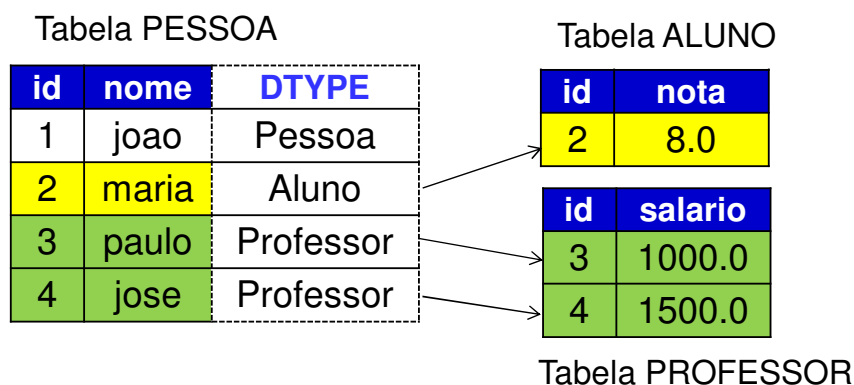 Tabela PESSOA
id nome DTYPE
1 joao Pessoa
2 maria Aluno
3 paulo Professor
4 jose Professor
Tabela ALUNO
id nota
2 8.0
id salario
3 1000.0
4 1500.0
Tabela PROFESSOR